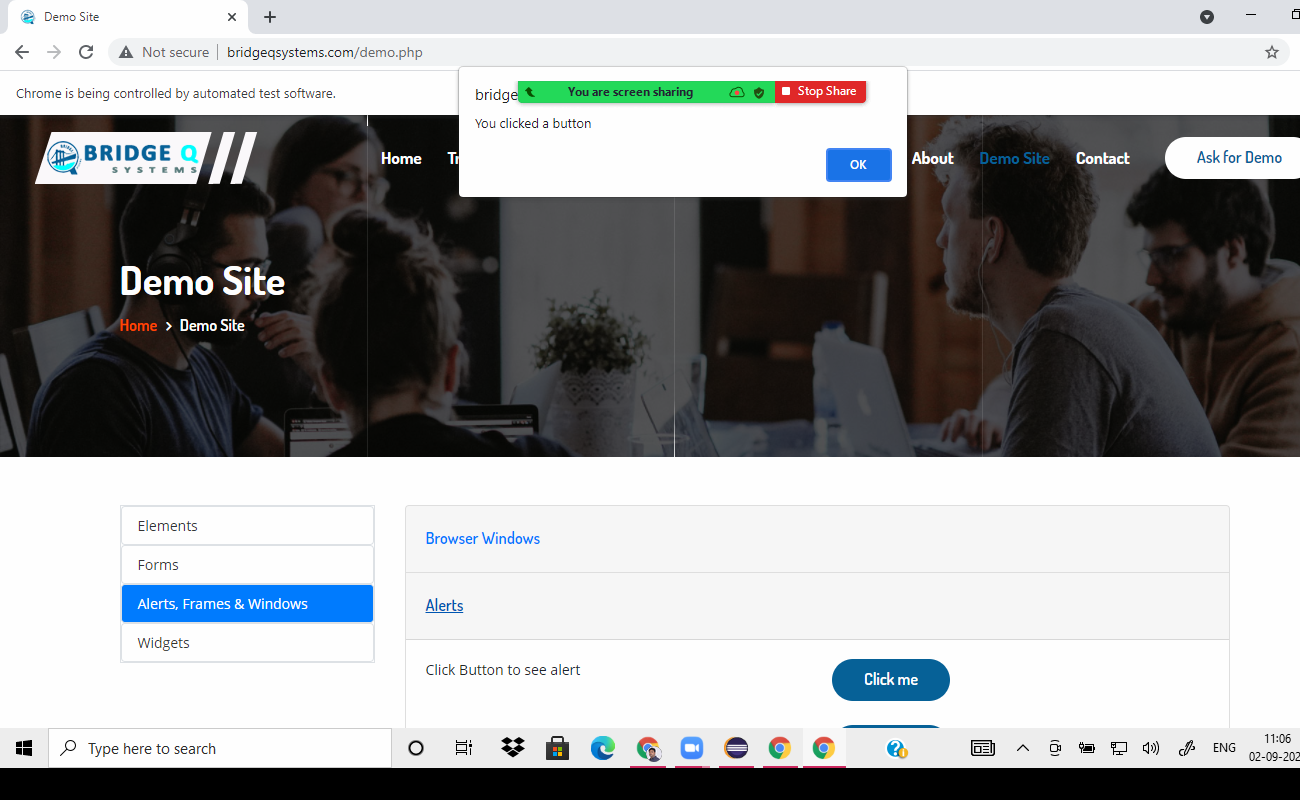 Demo Site
Not secure
bridgeqsystems.com/demo.php
Chrome is being controlled by automated test software.
bridge
You are screen sharing
Stop Share
You clicked a button
OK
BRIDGE Q
SYSTEMS
Home
About
Demo Site
Contact
Ask for Demo
Demo Site
Home > Demo Site
Elements
Forms
Alerts, Frames & Windows
Widgets
Browser Windows
Alerts
Click Button to see alert
Click me
Type here to search
ENG
11:06
02-09-202